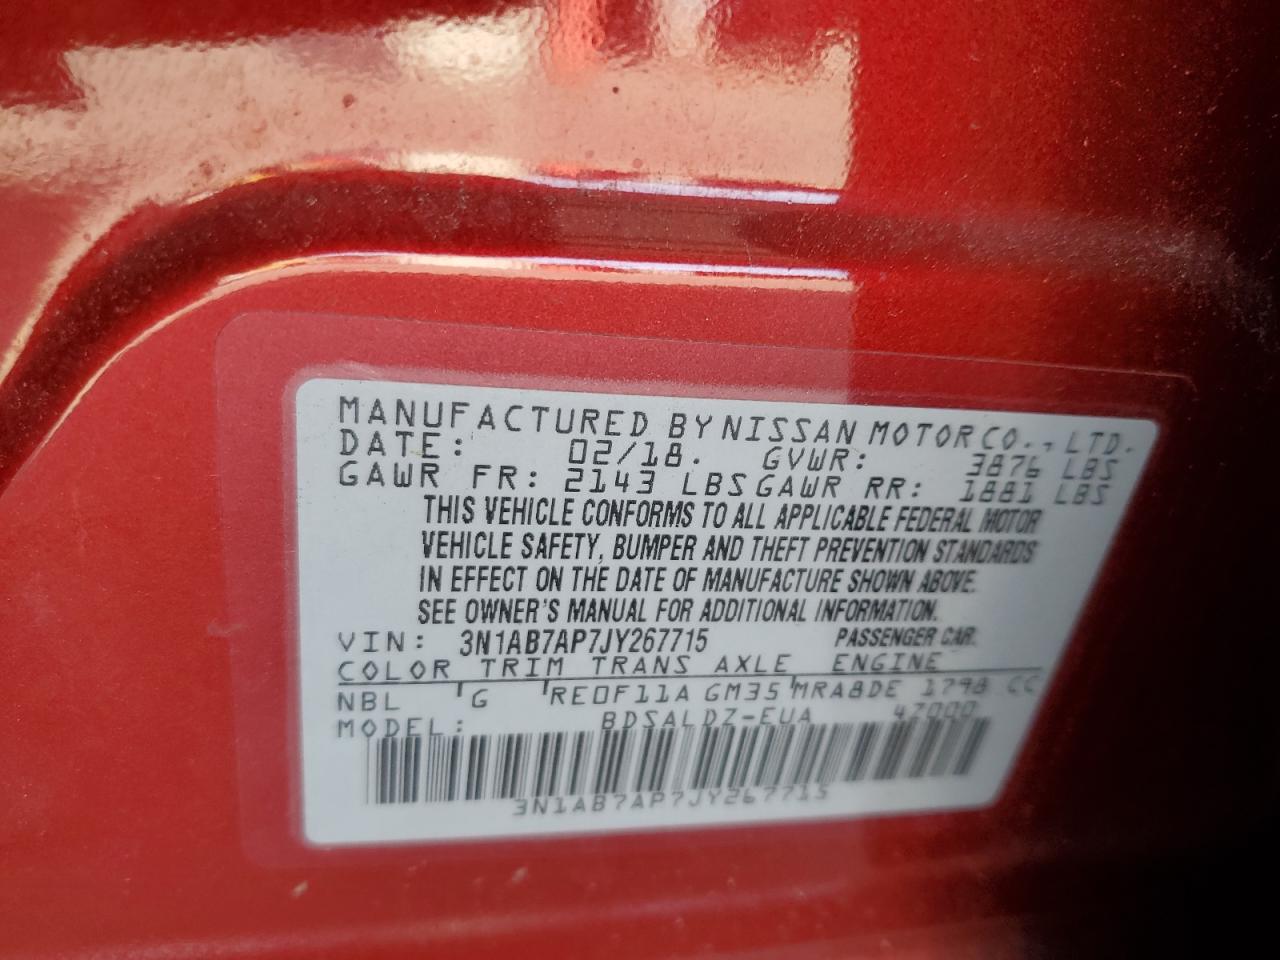 MANUFACTURED BY NISSAN MOTOR CO., LTD.
DATE: 02/18. GVWR: 3876 LBS
GAWR FR: 2143 LBS GAWR RR: 1881 LBS
THIS VEHICLE CONFORMS TO ALL APPLICABLE FEDERAL MOTOR
VEHICLE SAFETY, BUMPER AND THEFT PREVENTION STANDARDS
IN EFFECT ON THE DATE OF MANUFACTURE SHOWN ABOVE.
SEE OWNER'S MANUAL FOR ADDITIONAL INFORMATION.
VIN: 3N1AB7AP7JY267715 PASSENGER CAR.
COLOR TRIM TRANS AXLE ENGINE
NBL G RE0F11A GM35 MRA8DE 1798 CC
MODEL: BDSALDZ-EUA 47000
3N1AB7AP7JY267715